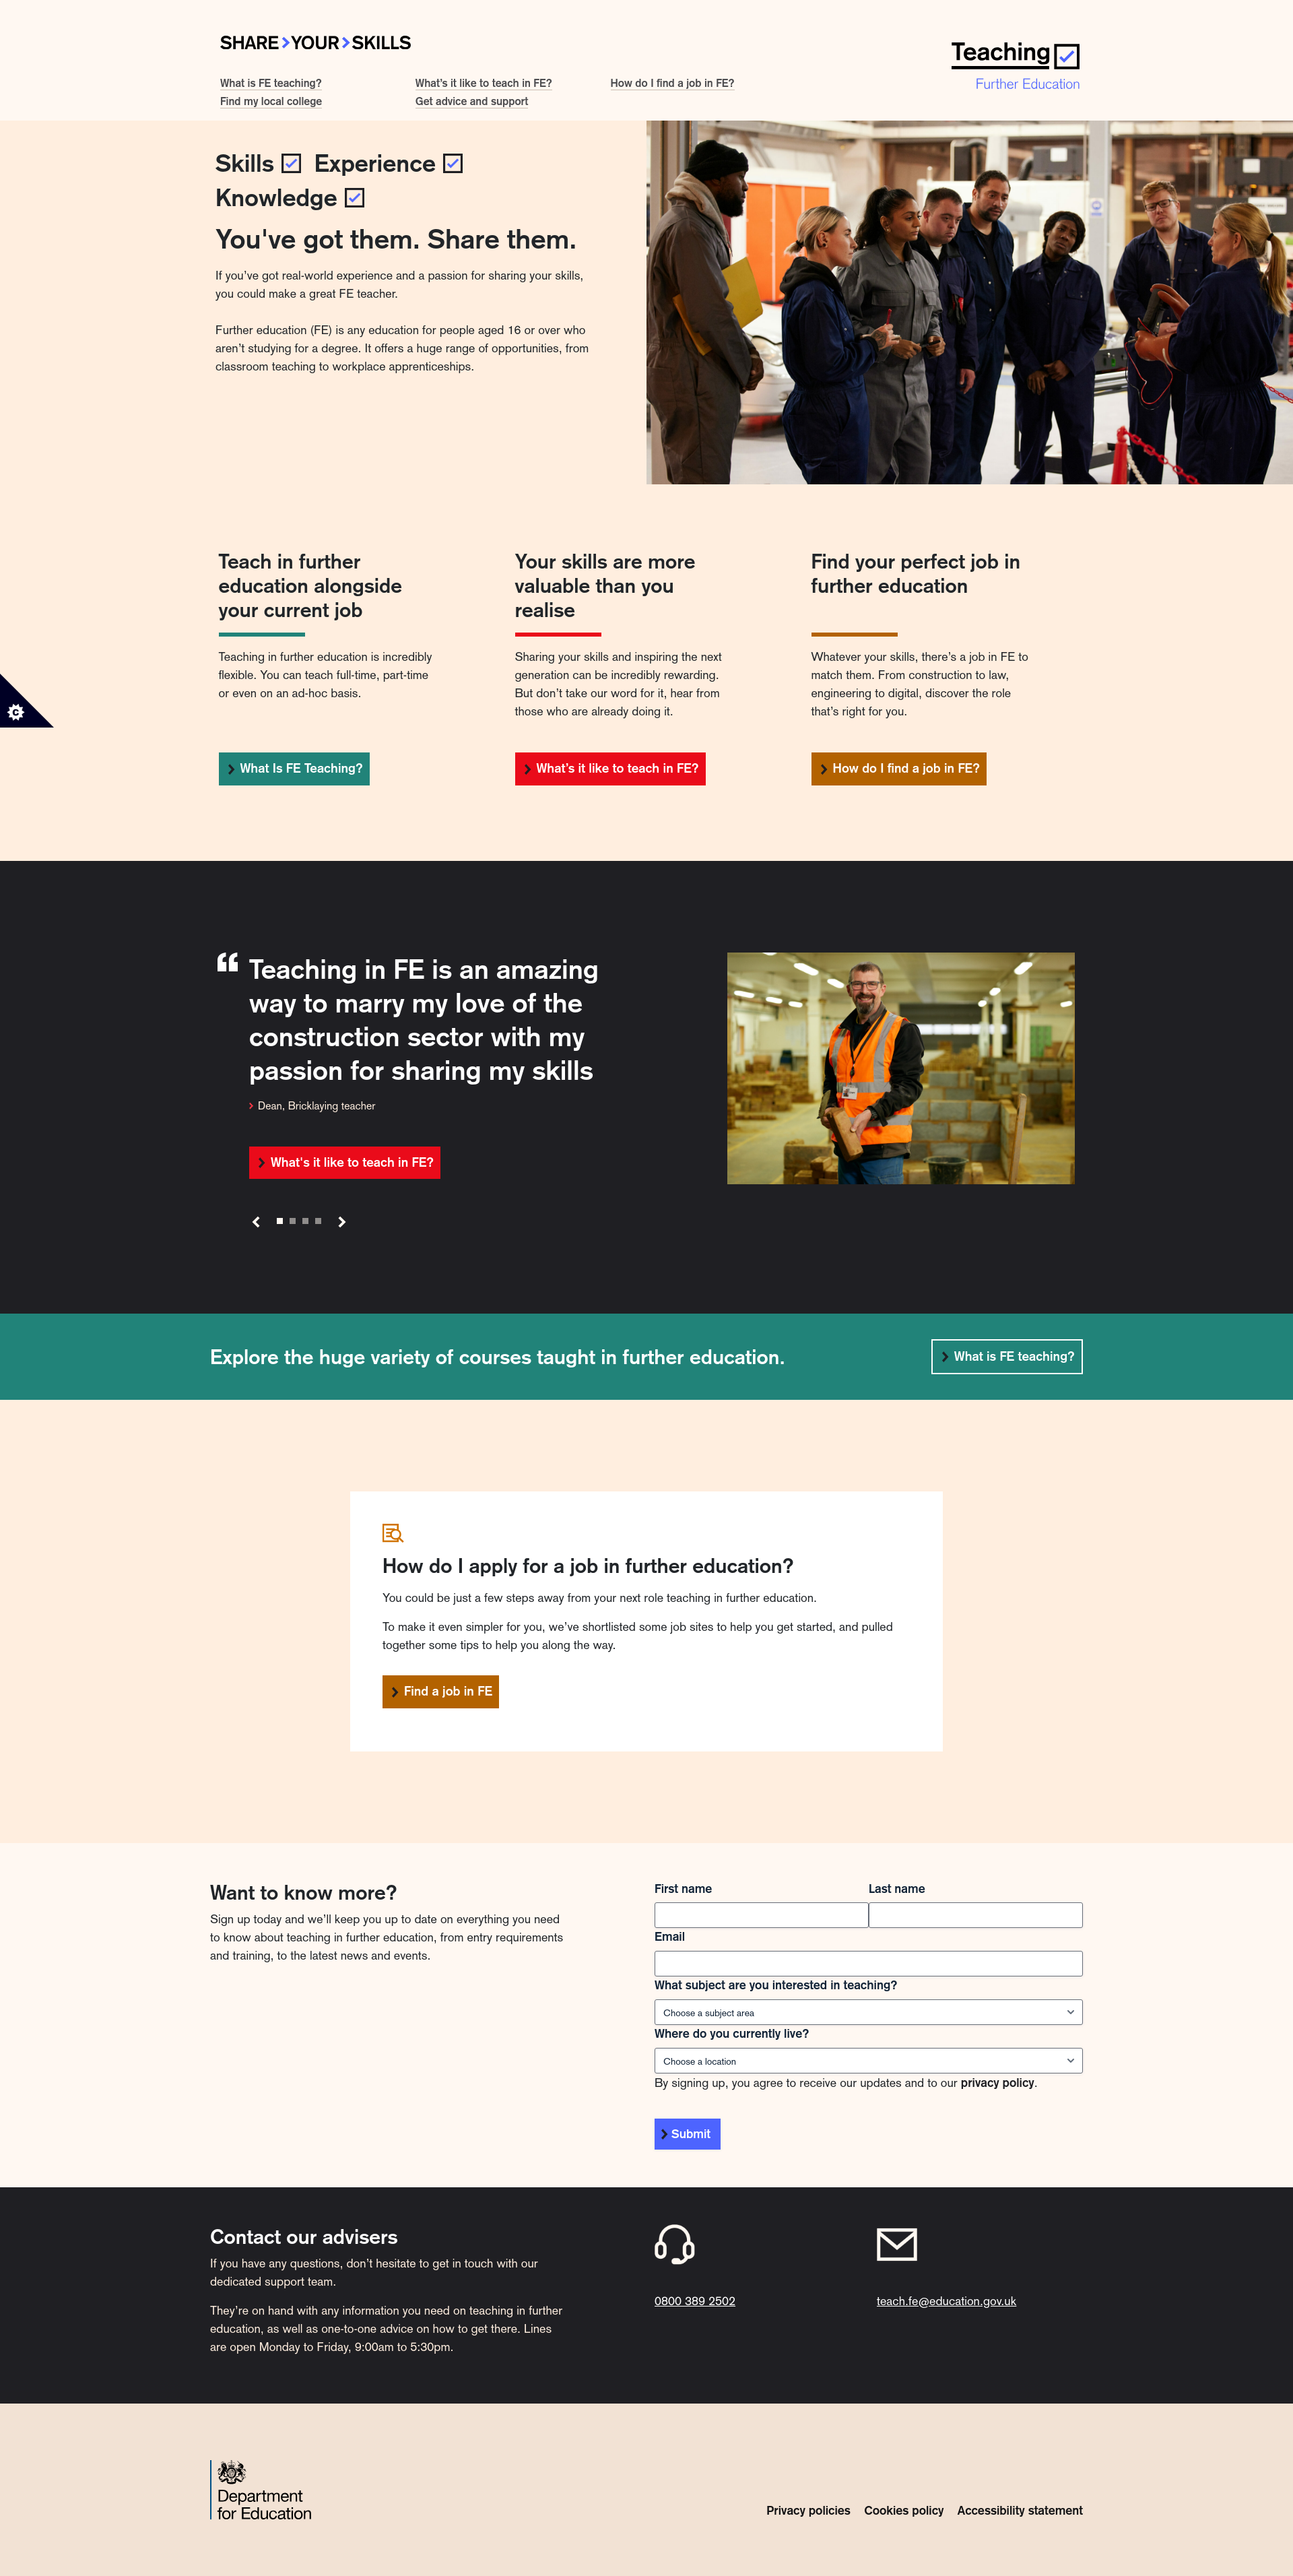 SHARE YOUR SKILLS
What is FE teaching?
What's it like to teach in FE?
How do I find a job in FE?
Find my local college
Get advice and support
Teaching
Further Education
Skills Experience
Knowledge
You've got them. Share them.
If you've got real-world experience and a passion for sharing your skills,
you could make a great FE teacher.
Further education (FE) is any education for people aged 16 or over who
aren't studying for a degree. It offers a huge range of opportunities, from
classroom teaching to workplace apprenticeships.
Teach in further
education alongside
your current job
Teaching in further education is incredibly
flexible. You can teach full-time, part-time
or even on an ad-hoc basis.
What Is FE Teaching?
Your skills are more
valuable than you
realise
Sharing your skills and inspiring the next
generation can be incredibly rewarding.
But don't take our word for it, hear from
those who are already doing it.
What's it like to teach in FE?
Find your perfect job in
further education
Whatever your skills, there's a job in FE to
match them. From construction to law,
engineering to digital, discover the role
that's right for you.
How do I find a job in FE?
C
“ Teaching in FE is an amazing
way to marry my love of the
construction sector with my
passion for sharing my skills
Dean, Bricklaying teacher
What's it like to teach in FE?
Explore the huge variety of courses taught in further education.
What is FE teaching?
How do I apply for a job in further education?
You could be just a few steps away from your next role teaching in further education.
To make it even simpler for you, we've shortlisted some job sites to help you get started, and pulled
together some tips to help you along the way.
Find a job in FE
Want to know more?
Sign up today and we'll keep you up to date on everything you need
to know about teaching in further education, from entry requirements
and training, to the latest news and events.
First name
Last name
Email
What subject are you interested in teaching?
Choose a subject area
Where do you currently live?
Choose a location
By signing up, you agree to receive our updates and to our privacy policy.
Submit
Contact our advisers
If you have any questions, don't hesitate to get in touch with our
dedicated support team.
They're on hand with any information you need on teaching in further
education, as well as one-to-one advice on how to get there. Lines
are open Monday to Friday, 9:00am to 5:30pm.
0800 389 2502
teach.fe@education.gov.uk
Department
for Education
Privacy policies
Cookies policy
Accessibility statement